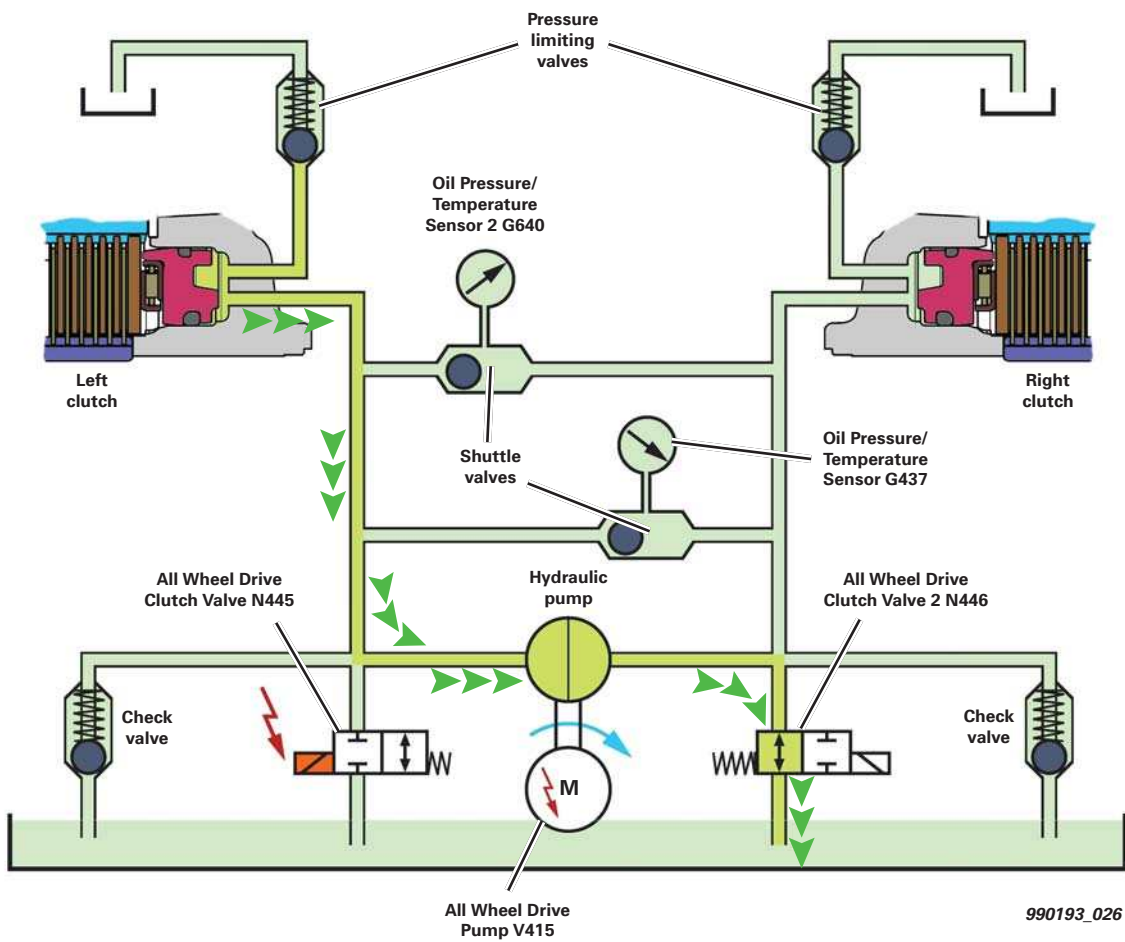 Pressure
limiting
valves
Oil Pressure/
Temperature
Sensor 2 G640
Left
clutch
Right
clutch
Shuttle
valves
Oil Pressure/
Temperature
Sensor G437
All Wheel Drive
Clutch Valve N445
Hydraulic
pump
All Wheel Drive
Clutch Valve 2 N446
Check
valve
Check
valve
M
All Wheel Drive
Pump V415
990193_026